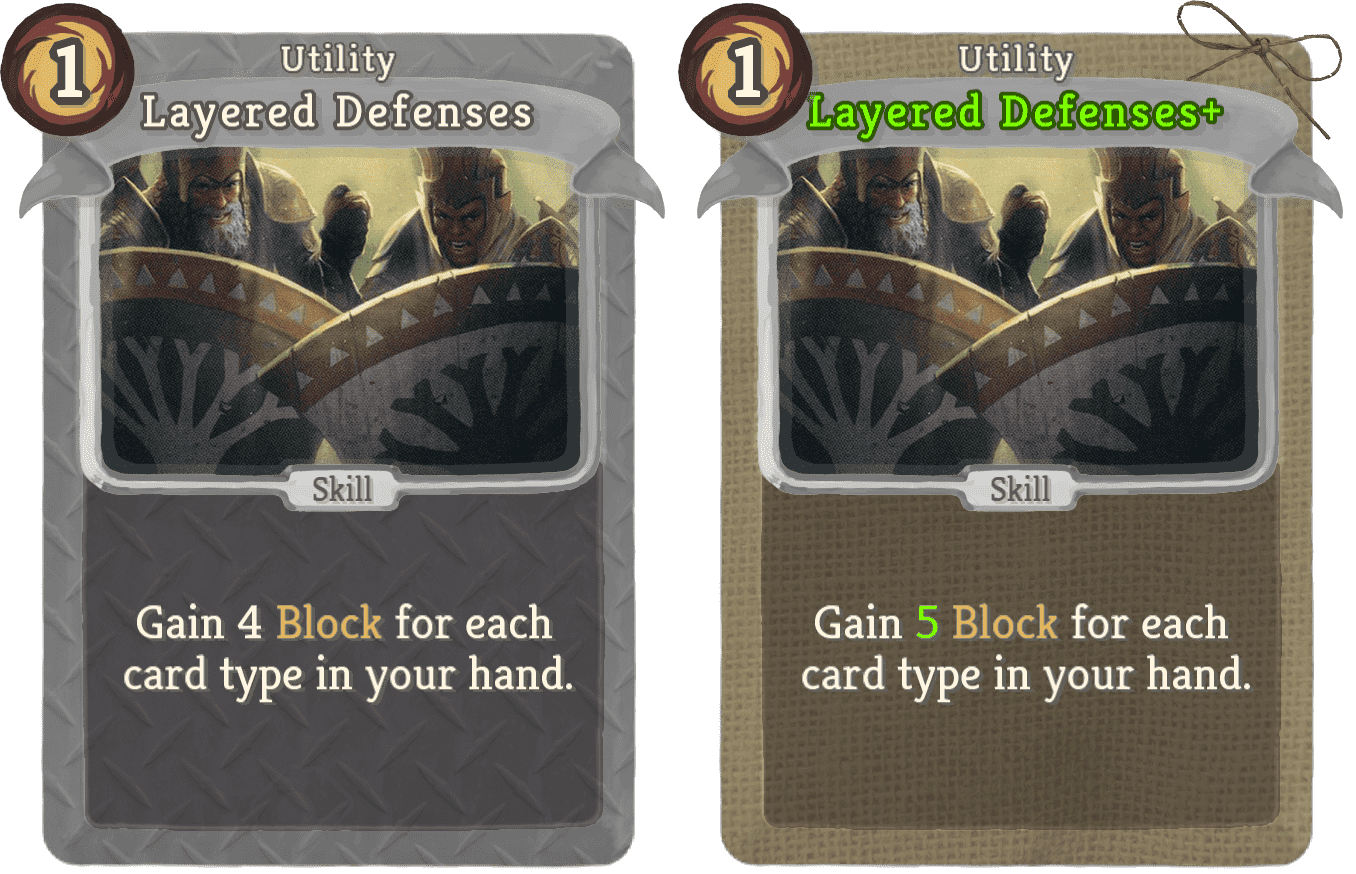 1
Utility
Layered Defenses
Skill
Gain 4 Block for each
card type in your hand.
1
Utility
Layered Defenses+
Skill
Gain 5 Block for each
card type in your hand.